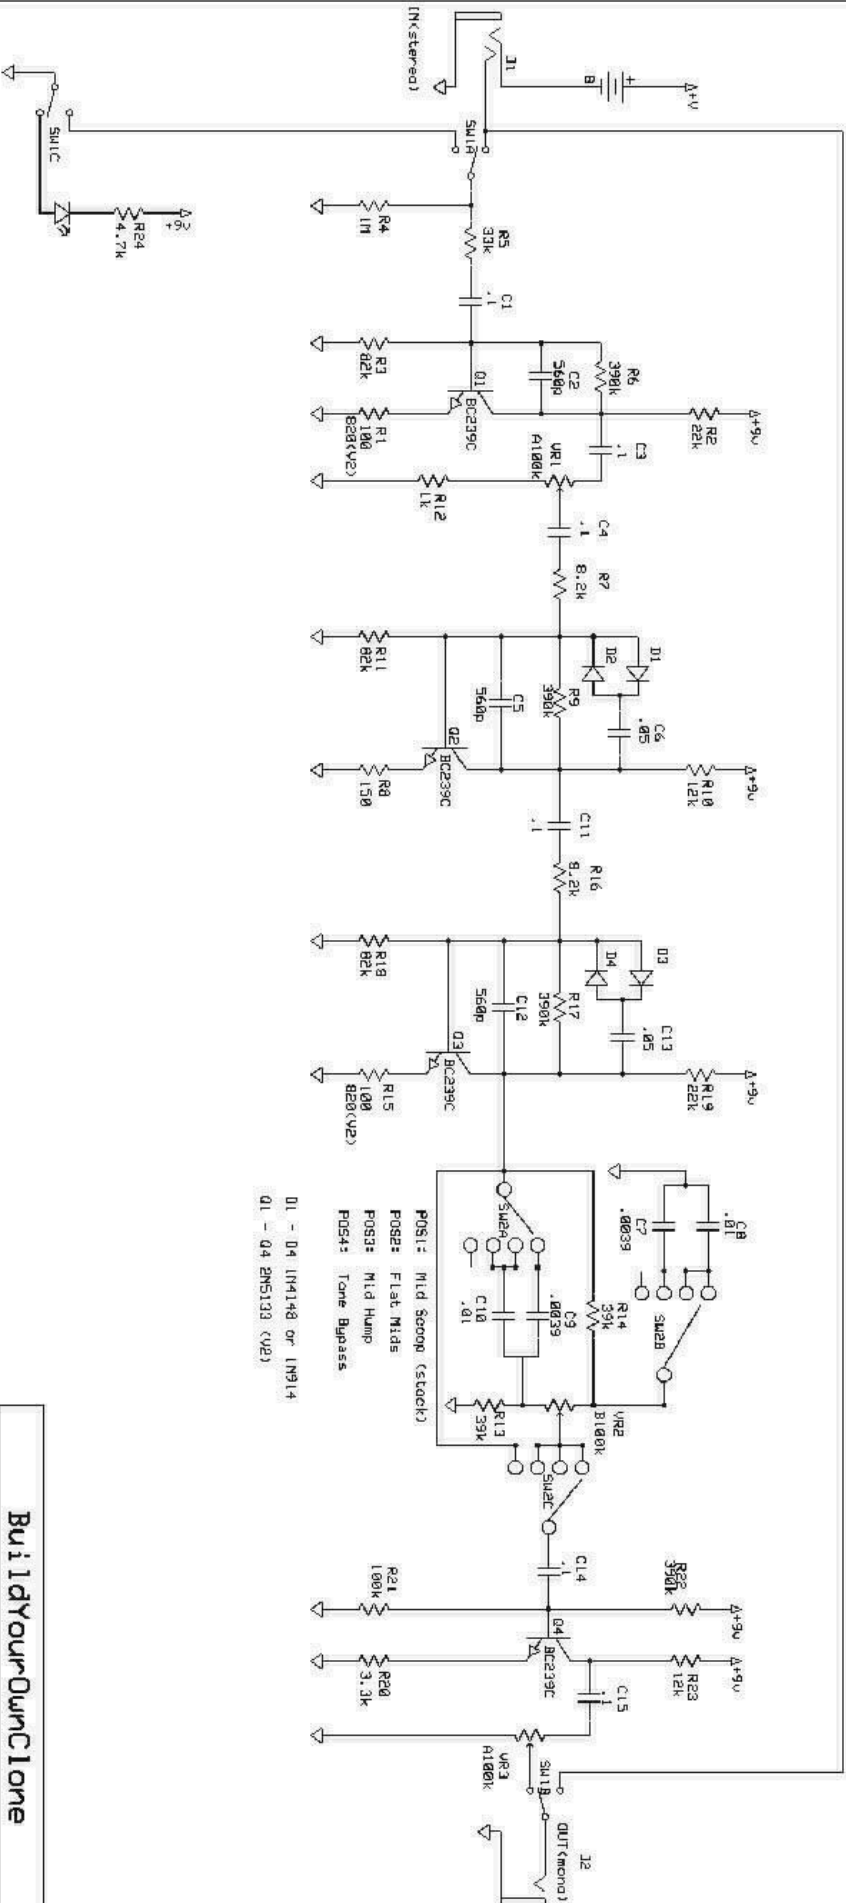 IN(stereo)
J1
B
+
+V
SW1A
SW1C
R24
4.7k
+9v
R4
1M
R5
33k
C1
.1
R3
82k
R1
100
820(V2)
Q1
BC239C
C2
560p
R6
390k
R2
22k
+9v
C3
.1
VR1
A100k
R12
1k
C4
.1
R7
8.2k
R11
82k
C5
560p
R9
390k
D2
D1
C6
.05
Q2
BC239C
R8
150
R10
12k
+9v
C11
.1
R16
8.2k
R18
82k
C12
560p
R17
390k
D4
D3
C13
.05
Q3
BC239C
R15
100
820(V2)
R19
22k
+9v
SW2A
C7
.0039
C8
.01
SW2B
C10
.01
C9
.0039
R14
39k
R13
39k
VR2
B100k
SW2C
POS1: Mid Scoop (stock)
POS2: Flat Mids
POS3: Mid Hump
POS4: Tone Bypass
D1 - D4 1N4148 or 1N914
Q1 - Q4 2N5133 (V2)
C14
.1
R21
100k
R22
390k
+9v
Q4
BC239C
R20
3.3k
R23
12k
+9v
C15
.1
VR3
A100k
SW1B
J2
OUT(mono)
BuildYourOwnClone